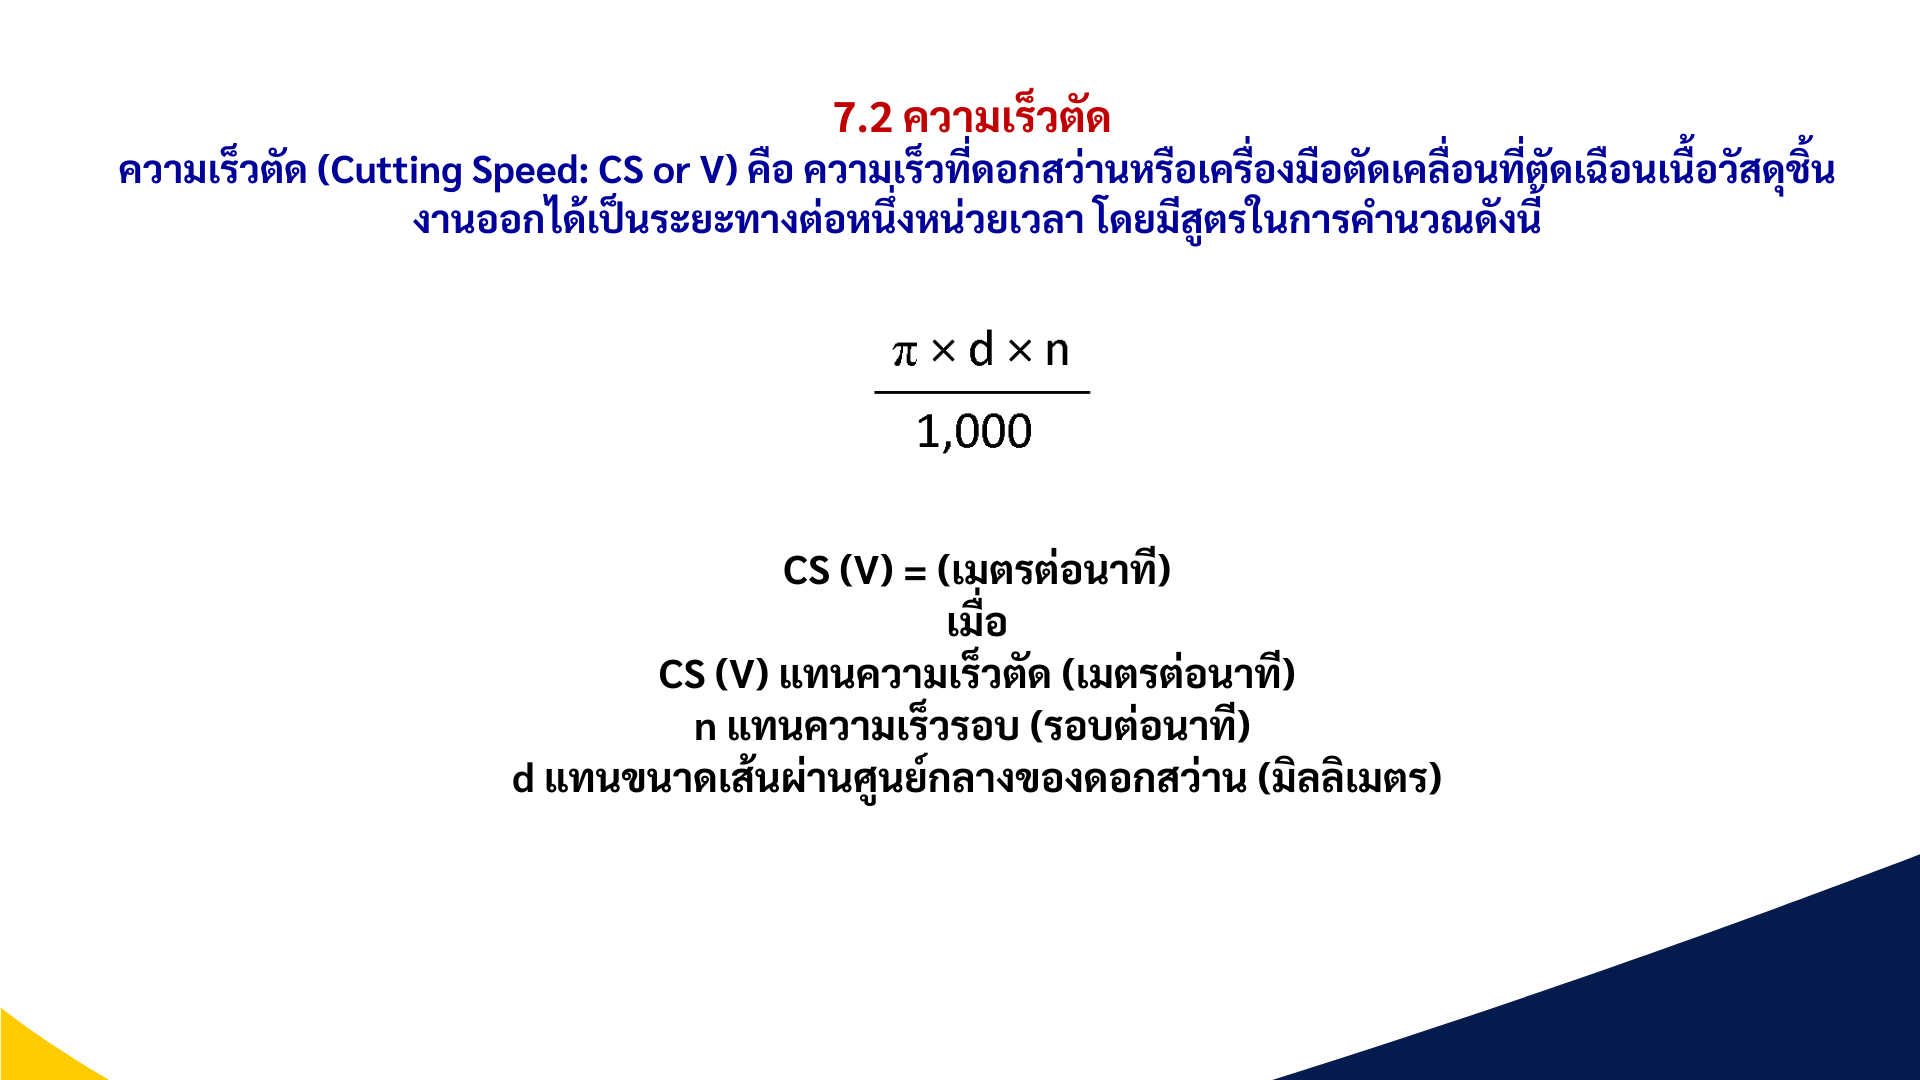 7.2 ความเร็วตัด
ความเร็วตัด (Cutting Speed: CS or V) คือ ความเร็วที่ดอกสว่านหรือเครื่องมือตัดเคลื่อนที่ตัดเฉือนเนื้อวัสดุชิ้น
งานออกได้เป็นระยะทางต่อหนึ่งหน่วยเวลา โดยมีสูตรในการคำนวณดังนี้
π × d × n
1,000
CS (V) = (เมตรต่อนาที)
เมื่อ
CS (V) แทนความเร็วตัด (เมตรต่อนาที)
n แทนความเร็วรอบ (รอบต่อนาที)
d แทนขนาดเส้นผ่านศูนย์กลางของดอกสว่าน (มิลลิเมตร)